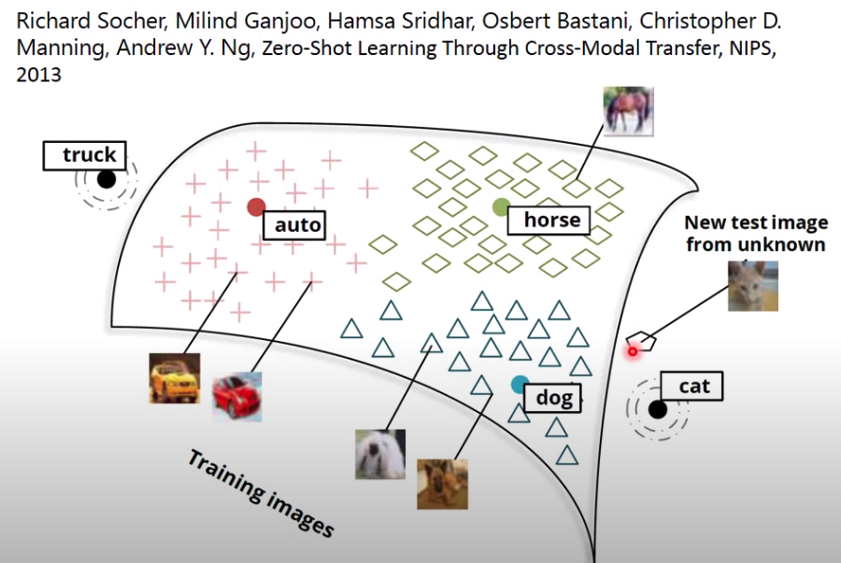 Richard Socher, Milind Ganjoo, Hamsa Sridhar, Osbert Bastani, Christopher D.
Manning, Andrew Y. Ng, Zero-Shot Learning Through Cross-Modal Transfer, NIPS,
2013
truck
auto
horse
New test image
from unknown
cat
dog
Training images